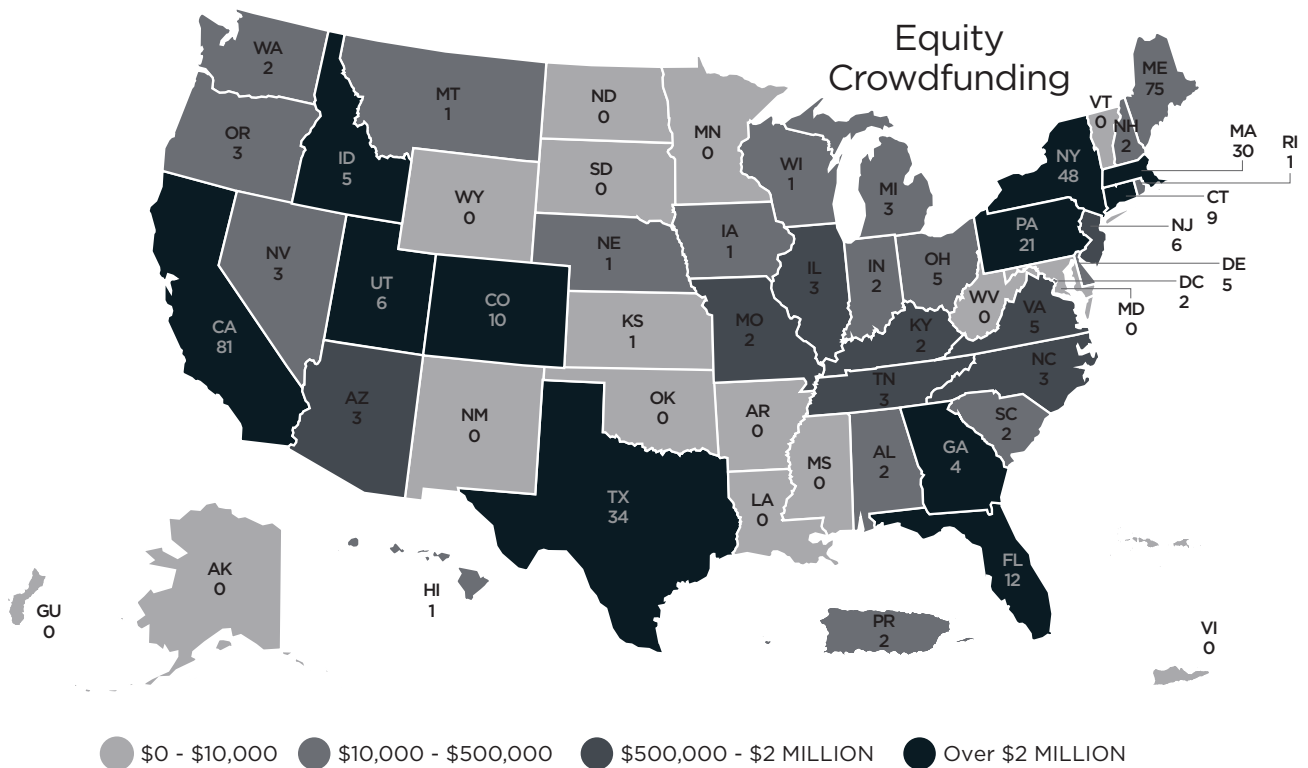 Equity
Crowdfunding
WA
2
MT
1
ND
0
MN
0
ME
75
VT
0
NH
2
MA
30
RI
1
OR
3
ID
5
SD
0
WI
1
MI
3
NY
48
WY
0
CT
9
NJ
6
NV
3
NE
1
IA
1
PA
21
UT
6
CO
10
IL
3
IN
2
OH
5
DE
5
DC
2
WV
0
VA
5
MD
0
CA
81
KS
1
MO
2
KY
2
NC
3
AZ
3
NM
0
OK
0
AR
0
TN
3
SC
2
MS
0
AL
2
GA
4
TX
34
LA
0
FL
12
AK
0
HI
1
GU
0
PR
2
VI
0
$0 - $10,000
$10,000 - $500,000
$500,000 - $2 MILLION
Over $2 MILLION